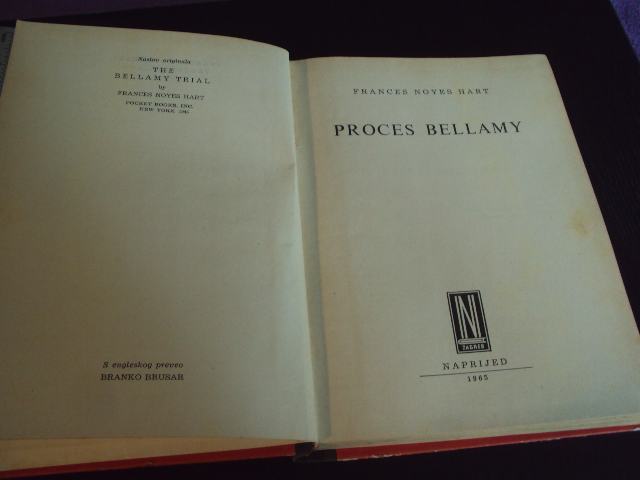 Naslov originala
THE
BELLAMY TRIAL
by
FRANCES NOYES HART
POCKET BOOKS, INC.
NEW YORK
S engleskog preveo
BRANKO BRUSAR
FRANCES NOYES HART
PROCES BELLAMY
N
ZAGREB
NAPRIJED
1965